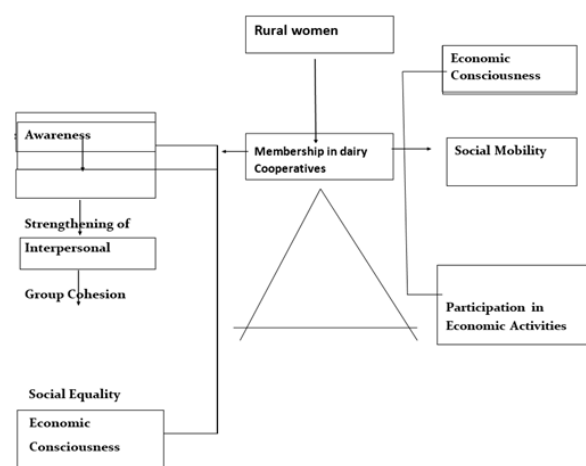 Rural women
Economic
Consciousness
Awareness
Membership in dairy
Cooperatives
Social Mobility
Strengthening of
Interpersonal
Group Cohesion
Participation in
Economic Activities
Social Equality
Economic
Consciousness